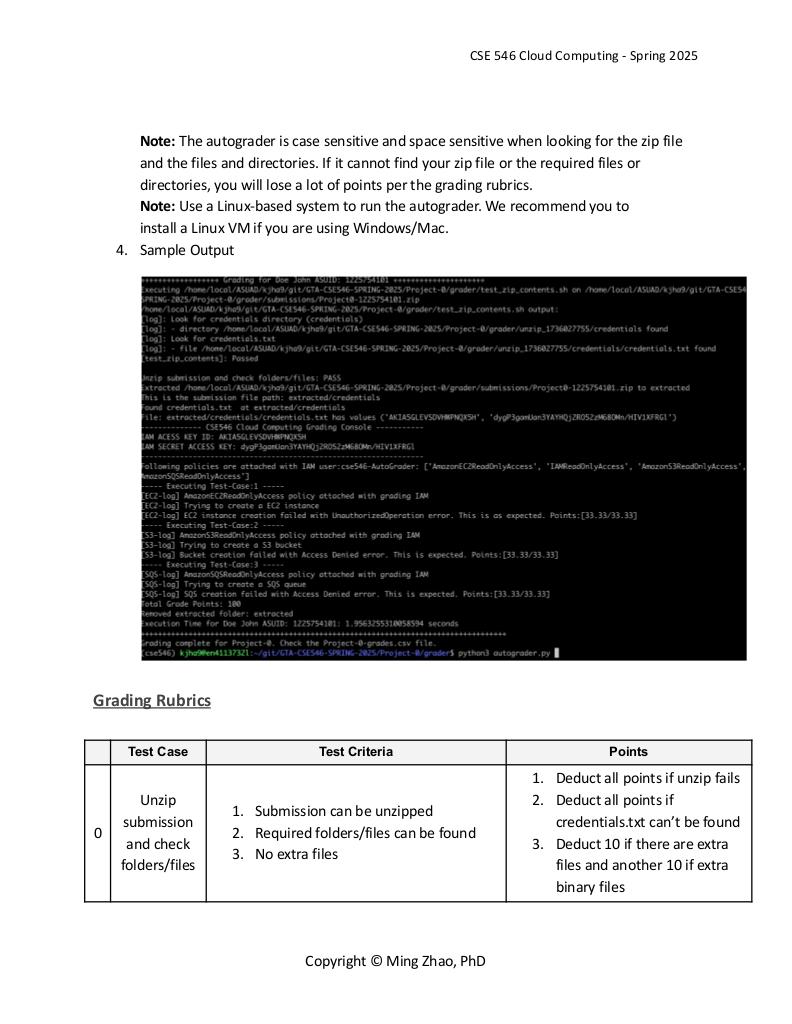 CSE 546 Cloud Computing - Spring 2025
Note: The autograder is case sensitive and space sensitive when looking for the zip file
and the files and directories. If it cannot find your zip file or the required files or
directories, you will lose a lot of points per the grading rubrics.
Note: Use a Linux-based system to run the autograder. We recommend you to
install a Linux VM if you are using Windows/Mac.
4. Sample Output
++++++++++++++++++ Grading for Doe John ASUID: 1225754101 +++++++++++++++++++++
Executing /home/local/ASUAD/kjha9/git/GTA-CSE546-SPRING-2025/Project-0/grader/test_zip_contents.sh on /home/local/ASUAD/kjha9/git/GTA-CSE54
SPRING-2025/Project-0/grader/submissions/Project0-1225754101.zip
/home/local/ASUAD/kjha9/git/GTA-CSE546-SPRING-2025/Project-0/grader/test_zip_contents.sh output:
[log]: Look for credentials directory (credentials)
[log]: - directory /home/local/ASUAD/kjha9/git/GTA-CSE546-SPRING-2025/Project-0/grader/unzip_1736027755/credentials found
[log]: Look for credentials.txt
[log]: - file /home/local/ASUAD/kjha9/git/GTA-CSE546-SPRING-2025/Project-0/grader/unzip_1736027755/credentials/credentials.txt found
[test_zip_contents]: Passed
Unzip submission and check folders/files: PASS
Extracted /home/local/ASUAD/kjha9/git/GTA-CSE546-SPRING-2025/Project-0/grader/submissions/Project0-1225754101.zip to extracted
This is the submission file path: extracted/credentials
Found credentials.txt at extracted/credentials
File: extracted/credentials/credentials.txt has values
------------- CSE546 Cloud Computing Grading Console -----------
IAM ACESS KEY ID:
IAM SECRET ACCESS KEY:
Following policies are attached with IAM user:cse546-AutoGrader: ['AmazonEC2ReadOnlyAccess', 'IAMReadOnlyAccess', 'AmazonS3ReadOnlyAccess',
AmazonSQSReadOnlyAccess']
----- Executing Test-Case:1 -----
[EC2-log] AmazonEC2ReadOnlyAccess policy attached with grading IAM
[EC2-log] Trying to create a EC2 instance
[EC2-log] EC2 instance creation failed with UnauthorizedOperation error. This is as expected. Points:[33.33/33.33]
----- Executing Test-Case:2 -----
[S3-log] AmazonS3ReadOnlyAccess policy attached with grading IAM
[S3-log] Trying to create a S3 bucket
[S3-log] Bucket creation failed with Access Denied error. This is expected. Points:[33.33/33.33]
----- Executing Test-Case:3 -----
[SQS-log] AmazonSQSReadOnlyAccess policy attached with grading IAM
[SQS-log] Trying to create a SQS queue
[SQS-log] SQS creation failed with Access Denied error. This is expected. Points:[33.33/33.33]
Total Grade Points: 100
Removed extracted folder: extracted
Execution Time for Doe John ASUID: 1225754101: 1.9563255310058594 seconds
Grading complete for Project-0. Check the Project-0-grades.csv file.
(cse546) kjha9@en4113732l:~/git/GTA-CSE546-SPRING-2025/Project-0/grader$ python3 autograder.py
Grading Rubrics
Test Case Test Criteria Points
0
Unzip
submission
and check
folders/files
1. Submission can be unzipped
2. Required folders/files can be found
3. No extra files
1. Deduct all points if unzip fails
2. Deduct all points if
credentials.txt can’t be found
3. Deduct 10 if there are extra
files and another 10 if extra
binary files
Copyright © Ming Zhao, PhD